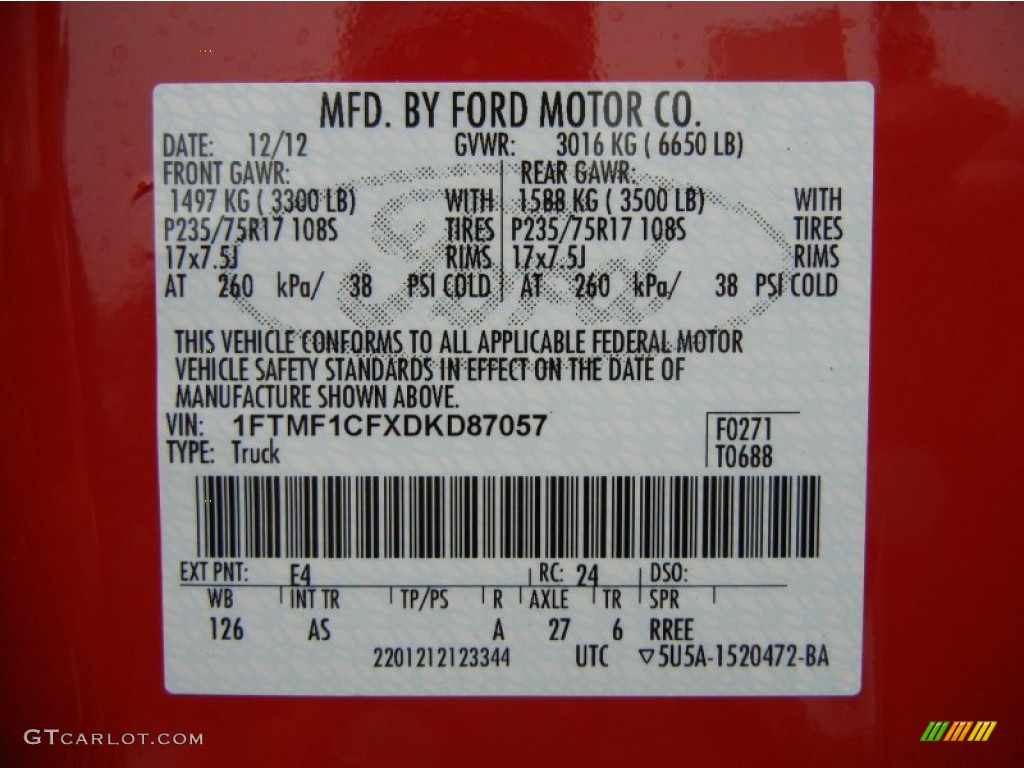 MFD. BY FORD MOTOR CO.
DATE: 12/12 GVWR: 3016 KG ( 6650 LB)
FRONT GAWR: REAR GAWR:
1497 KG ( 3300 LB) WITH 1588 KG ( 3500 LB) WITH
P235/75R17 108S TIRES P235/75R17 108S TIRES
17x7.5J RIMS 17x7.5J RIMS
AT 260 kPa/ 38 PSI COLD AT 260 kPa/ 38 PSI COLD
THIS VEHICLE CONFORMS TO ALL APPLICABLE FEDERAL MOTOR
VEHICLE SAFETY STANDARDS IN EFFECT ON THE DATE OF
MANUFACTURE SHOWN ABOVE.
VIN: 1FTMF1CFXDKD87057 F0271
TYPE: Truck T0688
EXT PNT: E4 RC: 24 DSO:
WB INT TR TP/PS R AXLE TR SPR
126 AS A 27 6 RREE
2201212123344 UTC ▽5U5A-1520472-BA
GTCARLOT.COM